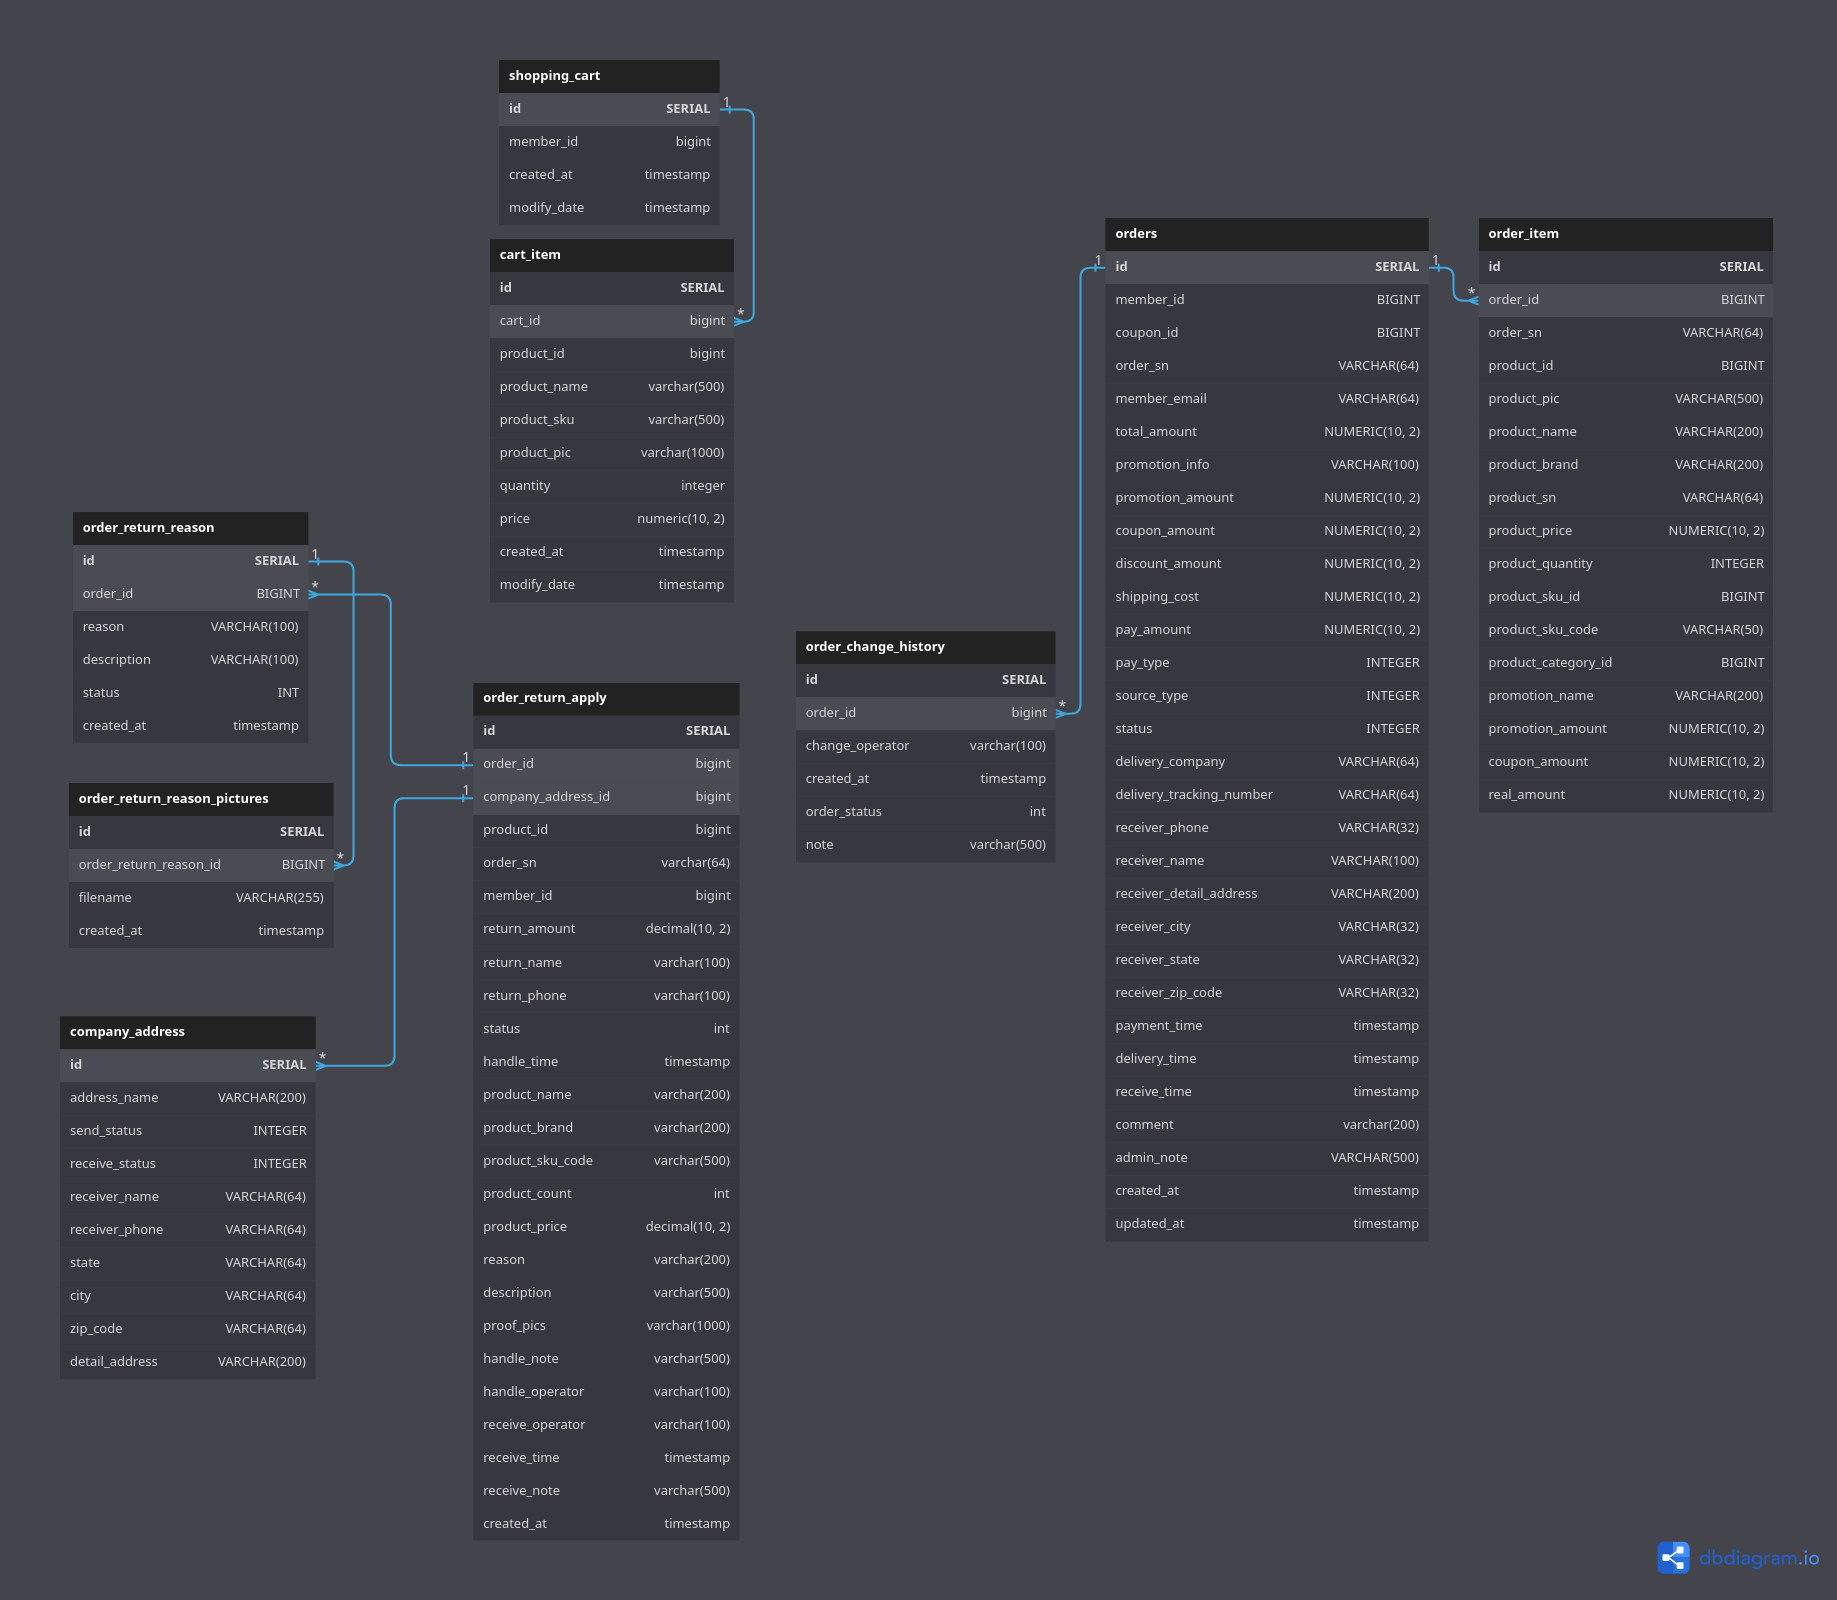 shopping_cart
id SERIAL
member_id bigint
created_at timestamp
modify_date timestamp
1
cart_item
id SERIAL
cart_id bigint
*
product_id bigint
product_name varchar(500)
product_sku varchar(500)
product_pic varchar(1000)
quantity integer
price numeric(10, 2)
created_at timestamp
modify_date timestamp
order_return_reason
id SERIAL
1
order_id BIGINT
*
reason VARCHAR(100)
description VARCHAR(100)
status INT
created_at timestamp
order_return_reason_pictures
id SERIAL
order_return_reason_id BIGINT
*
filename VARCHAR(255)
created_at timestamp
company_address
id SERIAL
*
address_name VARCHAR(200)
send_status INTEGER
receive_status INTEGER
receiver_name VARCHAR(64)
receiver_phone VARCHAR(64)
state VARCHAR(64)
city VARCHAR(64)
zip_code VARCHAR(64)
detail_address VARCHAR(200)
order_return_apply
id SERIAL
1
order_id bigint
1
company_address_id bigint
product_id bigint
order_sn varchar(64)
member_id bigint
return_amount decimal(10, 2)
return_name varchar(100)
return_phone varchar(100)
status int
handle_time timestamp
product_name varchar(200)
product_brand varchar(200)
product_sku_code varchar(500)
product_count int
product_price decimal(10, 2)
reason varchar(200)
description varchar(500)
proof_pics varchar(1000)
handle_note varchar(500)
handle_operator varchar(100)
receive_operator varchar(100)
receive_time timestamp
receive_note varchar(500)
created_at timestamp
order_change_history
id SERIAL
order_id bigint
*
change_operator varchar(100)
created_at timestamp
order_status int
note varchar(500)
orders
1
id SERIAL
1
member_id BIGINT
coupon_id BIGINT
order_sn VARCHAR(64)
member_email VARCHAR(64)
total_amount NUMERIC(10, 2)
promotion_info VARCHAR(100)
promotion_amount NUMERIC(10, 2)
coupon_amount NUMERIC(10, 2)
discount_amount NUMERIC(10, 2)
shipping_cost NUMERIC(10, 2)
pay_amount NUMERIC(10, 2)
pay_type INTEGER
source_type INTEGER
status INTEGER
delivery_company VARCHAR(64)
delivery_tracking_number VARCHAR(64)
receiver_phone VARCHAR(32)
receiver_name VARCHAR(100)
receiver_detail_address VARCHAR(200)
receiver_city VARCHAR(32)
receiver_state VARCHAR(32)
receiver_zip_code VARCHAR(32)
payment_time timestamp
delivery_time timestamp
receive_time timestamp
comment varchar(200)
admin_note VARCHAR(500)
created_at timestamp
updated_at timestamp
order_item
id SERIAL
*
order_id BIGINT
order_sn VARCHAR(64)
product_id BIGINT
product_pic VARCHAR(500)
product_name VARCHAR(200)
product_brand VARCHAR(200)
product_sn VARCHAR(64)
product_price NUMERIC(10, 2)
product_quantity INTEGER
product_sku_id BIGINT
product_sku_code VARCHAR(50)
product_category_id BIGINT
promotion_name VARCHAR(200)
promotion_amount NUMERIC(10, 2)
coupon_amount NUMERIC(10, 2)
real_amount NUMERIC(10, 2)
dbdiagram.io